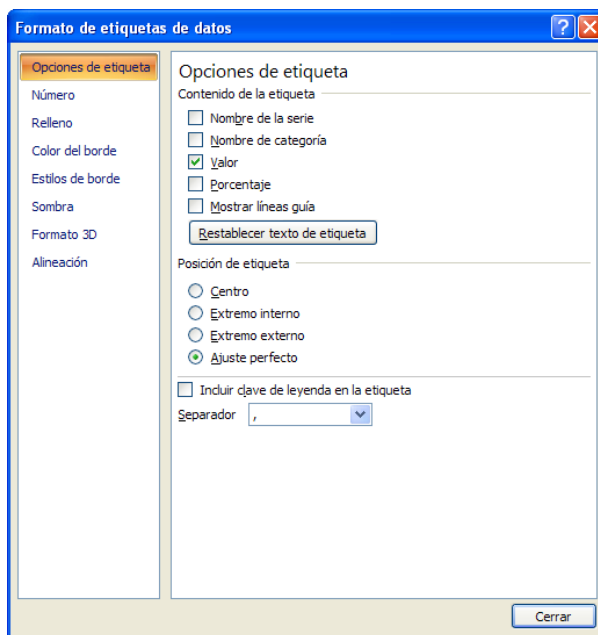 Formato de etiquetas de datos
Opciones de etiqueta
Número
Relleno
Color del borde
Estilos de borde
Sombra
Formato 3D
Alineación
Opciones de etiqueta
Contenido de la etiqueta
Nombre de la serie
Nombre de categoría
Valor
Porcentaje
Mostrar líneas guía
Restablecer texto de etiqueta
Posición de etiqueta
Centro
Extremo interno
Extremo externo
Ajuste perfecto
Incluir clave de leyenda en la etiqueta
Separador ,
Cerrar